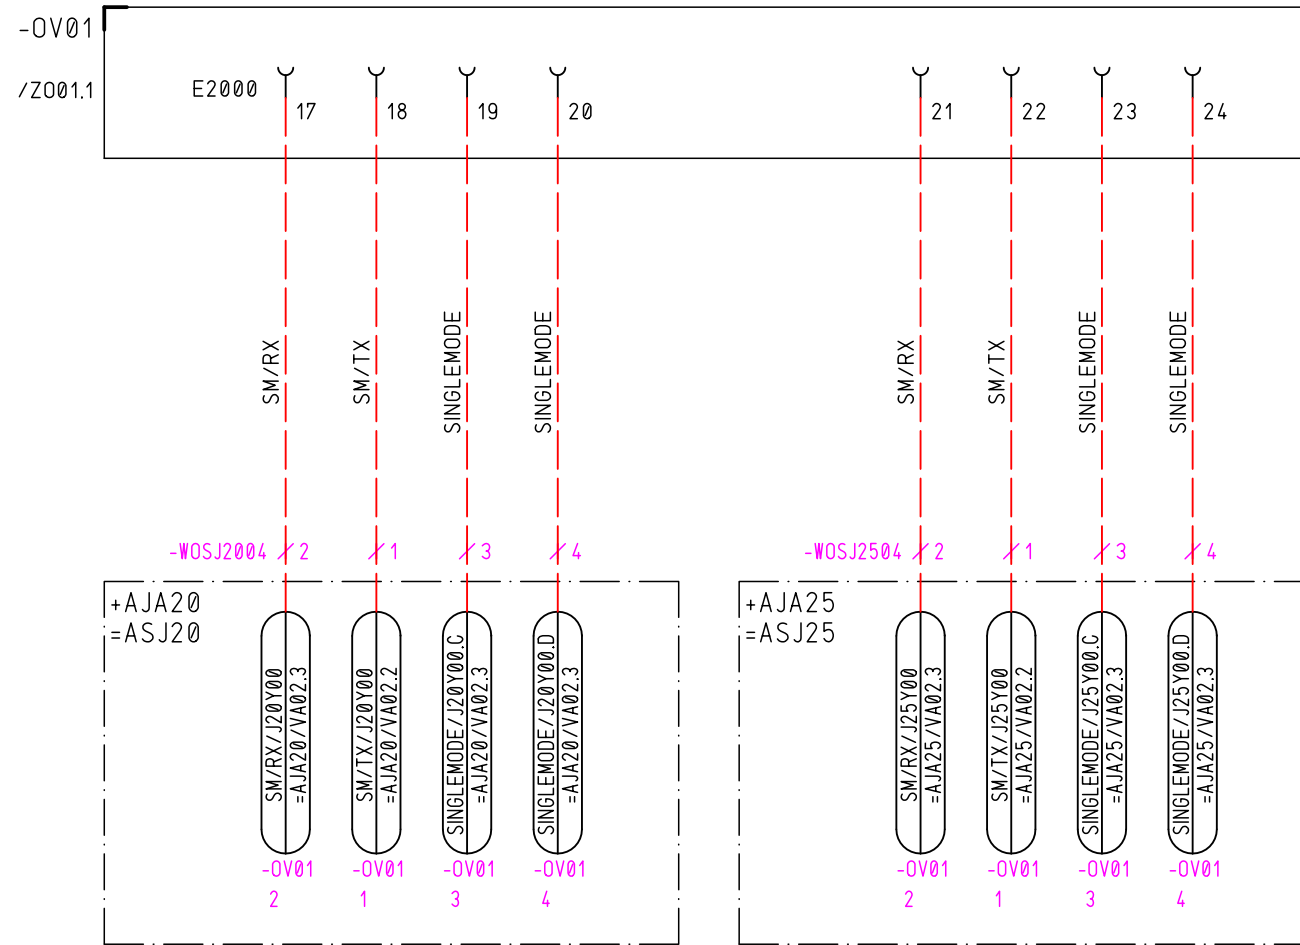 -OV01
/ZO01.1
E2000
17
18
19
20
21
22
23
24
SM/RX
SM/TX
SINGLEMODE
SINGLEMODE
SM/RX
SM/TX
SINGLEMODE
SINGLEMODE
-WOSJ2004
2
1
3
4
-WOSJ2504
2
1
3
4
+AJA20
=ASJ20
SM/RX/J20Y00
=AJA20/VA02.3
SM/TX/J20Y00
=AJA20/VA02.2
SINGLEMODE/J20Y00.C
=AJA20/VA02.3
SINGLEMODE/J20Y00.D
=AJA20/VA02.3
-OV01
2
-OV01
1
-OV01
3
-OV01
4
+AJA25
=ASJ25
SM/RX/J25Y00
=AJA25/VA02.3
SM/TX/J25Y00
=AJA25/VA02.2
SINGLEMODE/J25Y00.C
=AJA25/VA02.3
SINGLEMODE/J25Y00.D
=AJA25/VA02.3
-OV01
2
-OV01
1
-OV01
3
-OV01
4